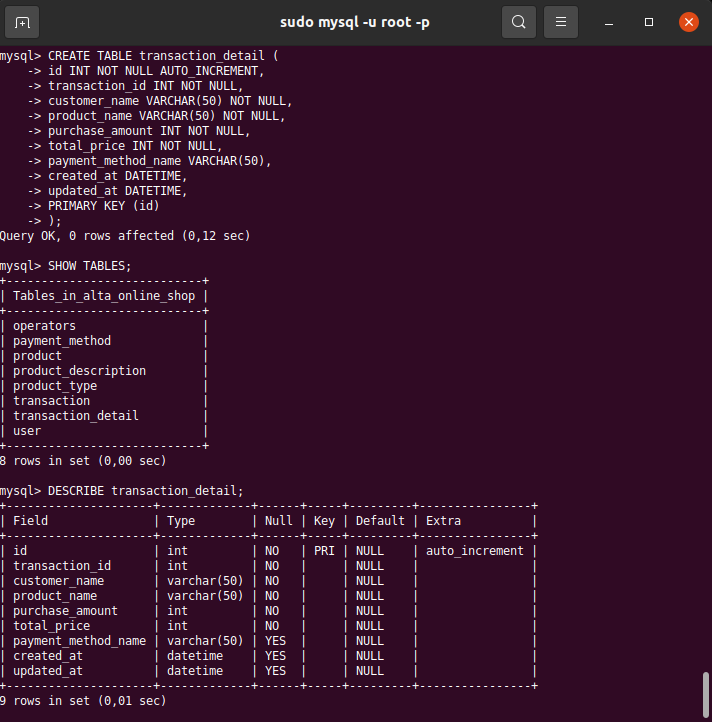 sudo mysql -u root -p
mysql> CREATE TABLE transaction_detail (
    -> id INT NOT NULL AUTO_INCREMENT,
    -> transaction_id INT NOT NULL,
    -> customer_name VARCHAR(50) NOT NULL,
    -> product_name VARCHAR(50) NOT NULL,
    -> purchase_amount INT NOT NULL,
    -> total_price INT NOT NULL,
    -> payment_method_name VARCHAR(50),
    -> created_at DATETIME,
    -> updated_at DATETIME,
    -> PRIMARY KEY (id)
    -> );
Query OK, 0 rows affected (0,12 sec)

mysql> SHOW TABLES;
+----------------------------+
| Tables_in_alta_online_shop |
+----------------------------+
| operators                  |
| payment_method             |
| product                    |
| product_description        |
| product_type               |
| transaction                |
| transaction_detail         |
| user                       |
+----------------------------+
8 rows in set (0,00 sec)

mysql> DESCRIBE transaction_detail;
+---------------------+-------------+------+-----+---------+----------------+
| Field               | Type        | Null | Key | Default | Extra          |
+---------------------+-------------+------+-----+---------+----------------+
| id                  | int         | NO   | PRI | NULL    | auto_increment |
| transaction_id      | int         | NO   |     | NULL    |                |
| customer_name       | varchar(50) | NO   |     | NULL    |                |
| product_name        | varchar(50) | NO   |     | NULL    |                |
| purchase_amount     | int         | NO   |     | NULL    |                |
| total_price         | int         | NO   |     | NULL    |                |
| payment_method_name | varchar(50) | YES  |     | NULL    |                |
| created_at          | datetime    | YES  |     | NULL    |                |
| updated_at          | datetime    | YES  |     | NULL    |                |
+---------------------+-------------+------+-----+---------+----------------+
9 rows in set (0,01 sec)